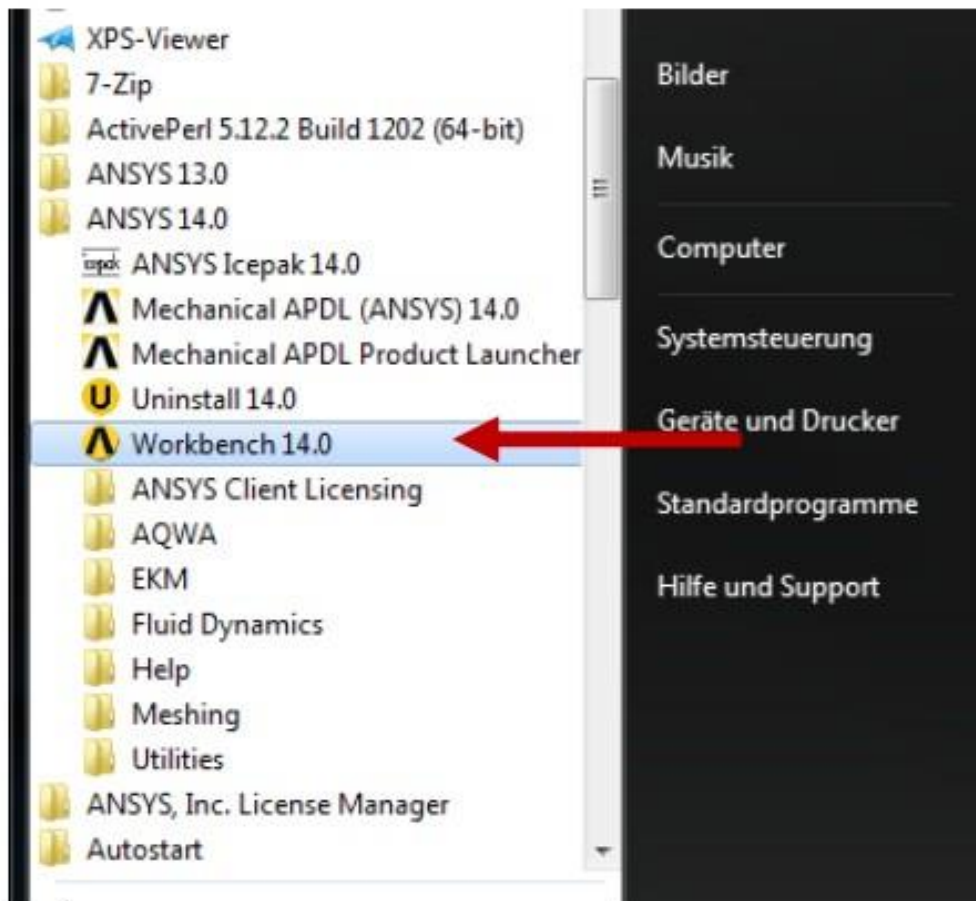 XPS-Viewer
7-Zip
ActivePerl 5.12.2 Build 1202 (64-bit)
ANSYS 13.0
ANSYS 14.0
ANSYS Icepak 14.0
Mechanical APDL (ANSYS) 14.0
Mechanical APDL Product Launcher
Uninstall 14.0
Workbench 14.0
ANSYS Client Licensing
AQWA
EKM
Fluid Dynamics
Help
Meshing
Utilities
ANSYS, Inc. License Manager
Autostart
Bilder
Musik
Computer
Systemsteuerung
Geräte und Drucker
Standardprogramme
Hilfe und Support